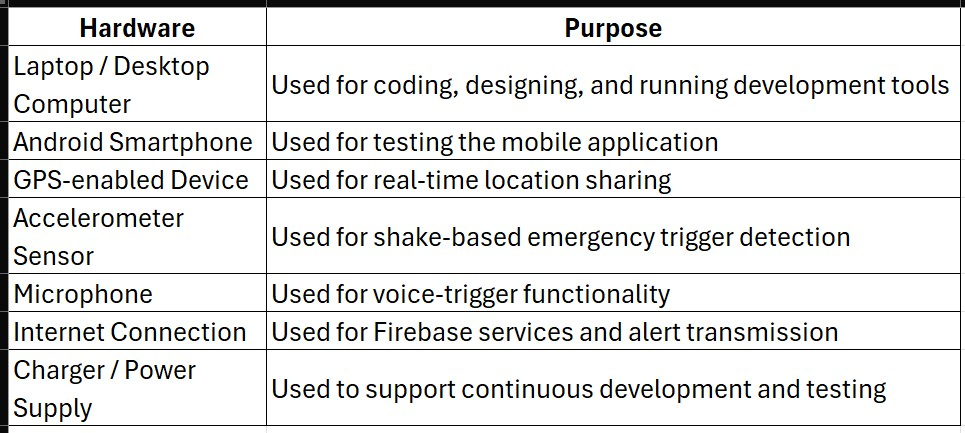 Hardware Purpose
Laptop / Desktop
Computer
Used for coding, designing, and running development tools
Android Smartphone Used for testing the mobile application
GPS-enabled Device Used for real-time location sharing
Accelerometer
Sensor
Used for shake-based emergency trigger detection
Microphone Used for voice-trigger functionality
Internet Connection Used for Firebase services and alert transmission
Charger / Power
Supply
Used to support continuous development and testing